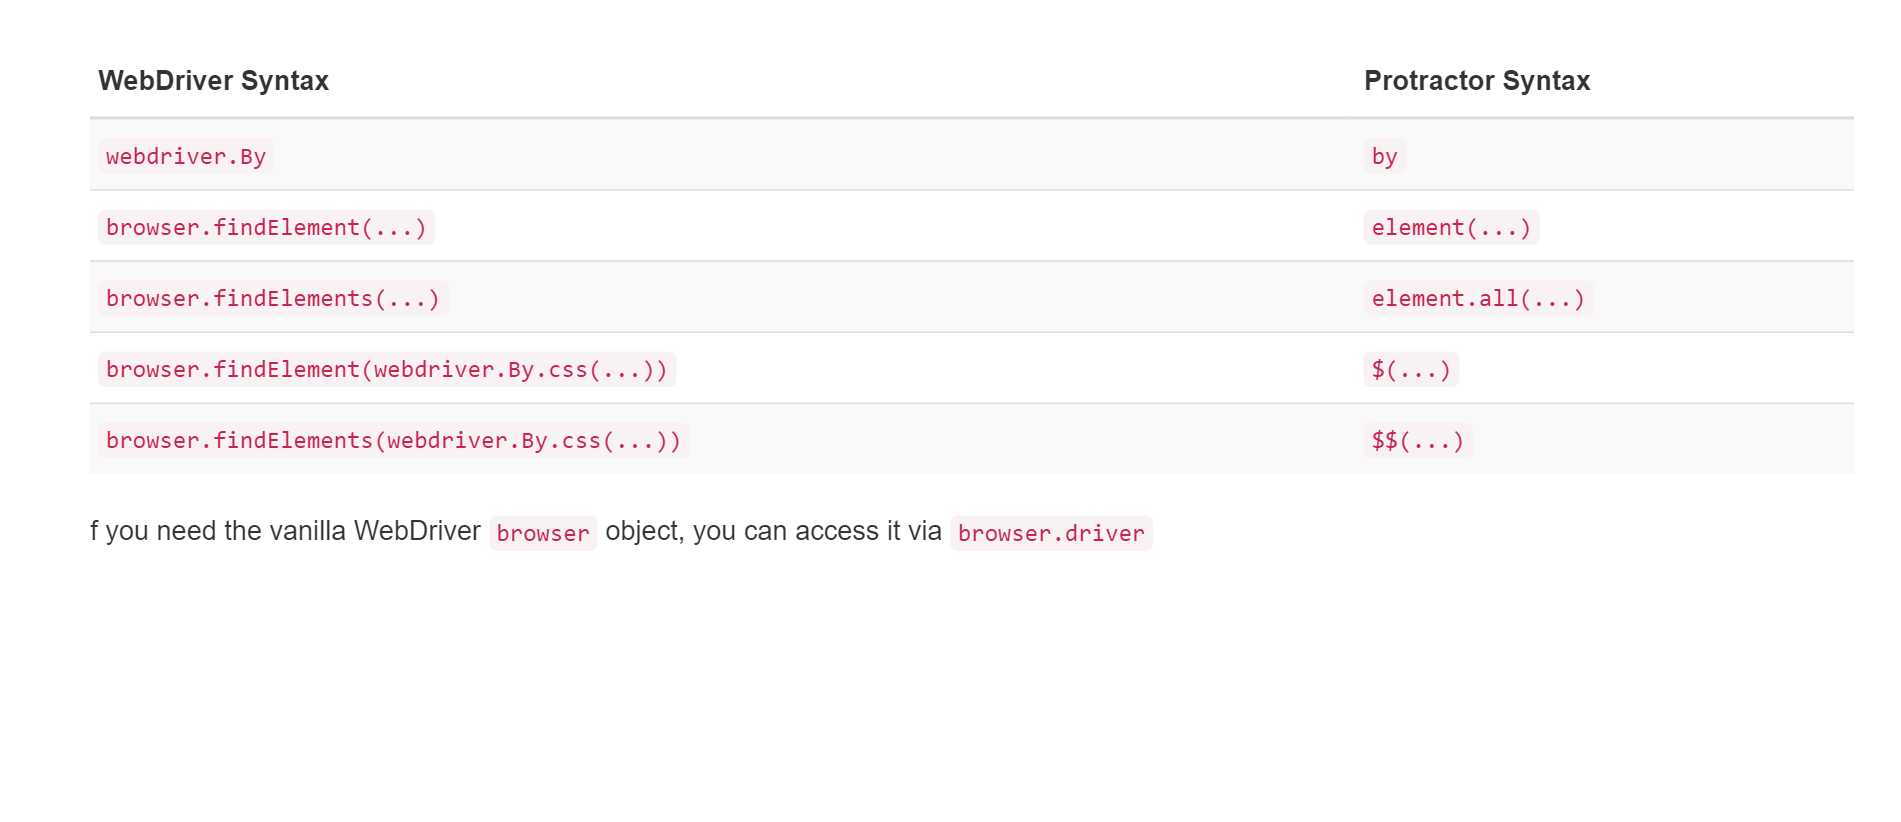 WebDriver Syntax Protractor Syntax
webdriver.By by
browser.findElement(...) element(...)
browser.findElements(...) element.all(...)
browser.findElement(webdriver.By.css(...)) $(...)
browser.findElements(webdriver.By.css(...)) $$(...)
f you need the vanilla WebDriver browser object, you can access it via browser.driver